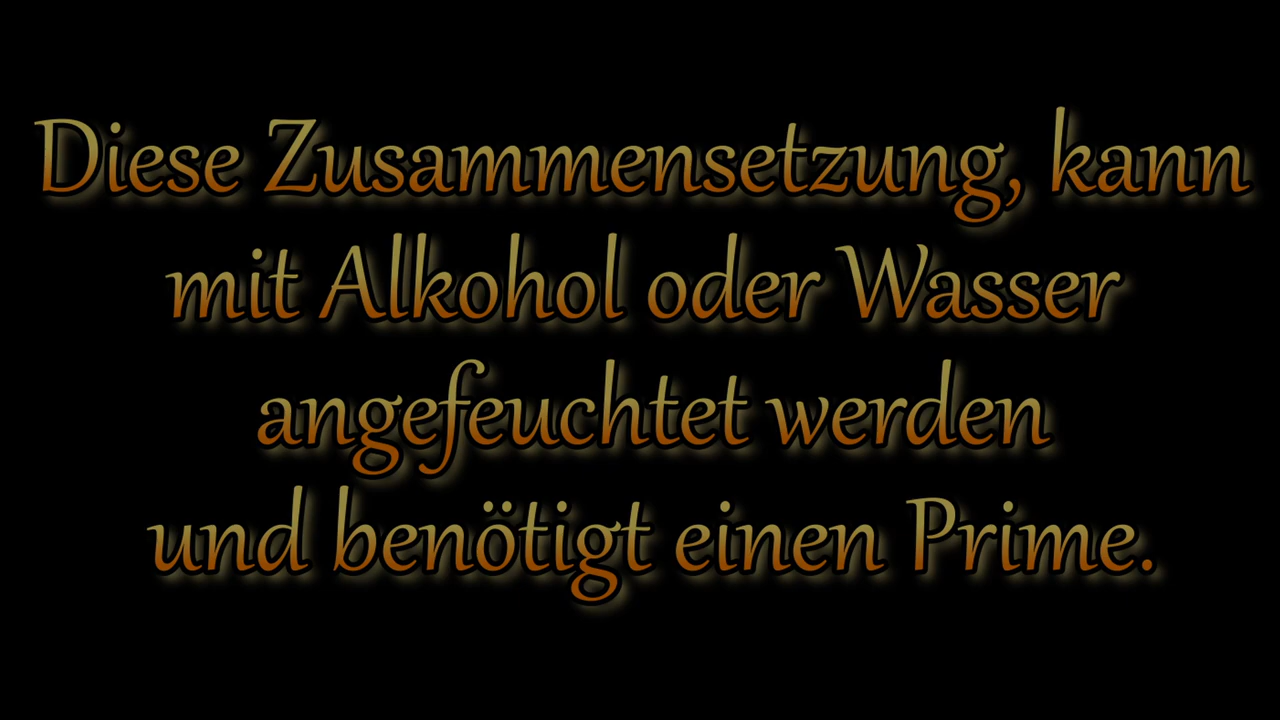 Diese Zusammensetzung, kann
mit Alkohol oder Wasser
angefeuchtet werden
und benötigt einen Prime.